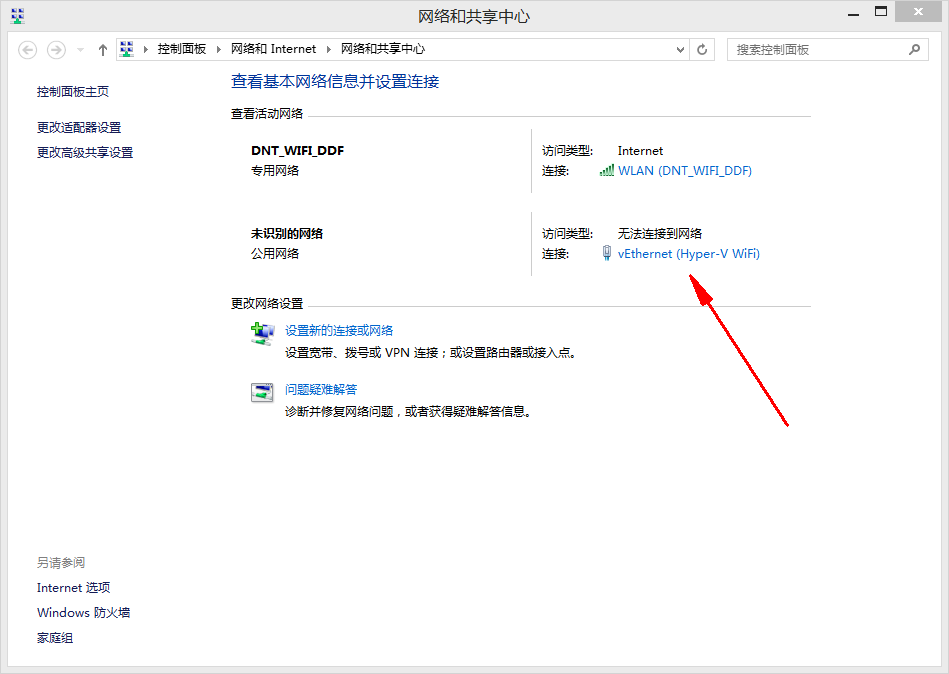 网络和共享中心
控制面板 网络和 Internet 网络和共享中心
搜索控制面板
控制面板主页
更改适配器设置
更改高级共享设置
查看基本网络信息并设置连接
查看活动网络
DNT_WIFI_DDF
专用网络
访问类型: Internet
连接: WLAN (DNT_WIFI_DDF)
未识别的网络
公用网络
访问类型: 无法连接到网络
连接: vEthernet (Hyper-V WiFi)
更改网络设置
设置新的连接或网络
设置宽带、拨号或 VPN 连接；或设置路由器或接入点。
问题疑难解答
诊断并修复网络问题，或者获得疑难解答信息。
另请参阅
Internet 选项
Windows 防火墙
家庭组